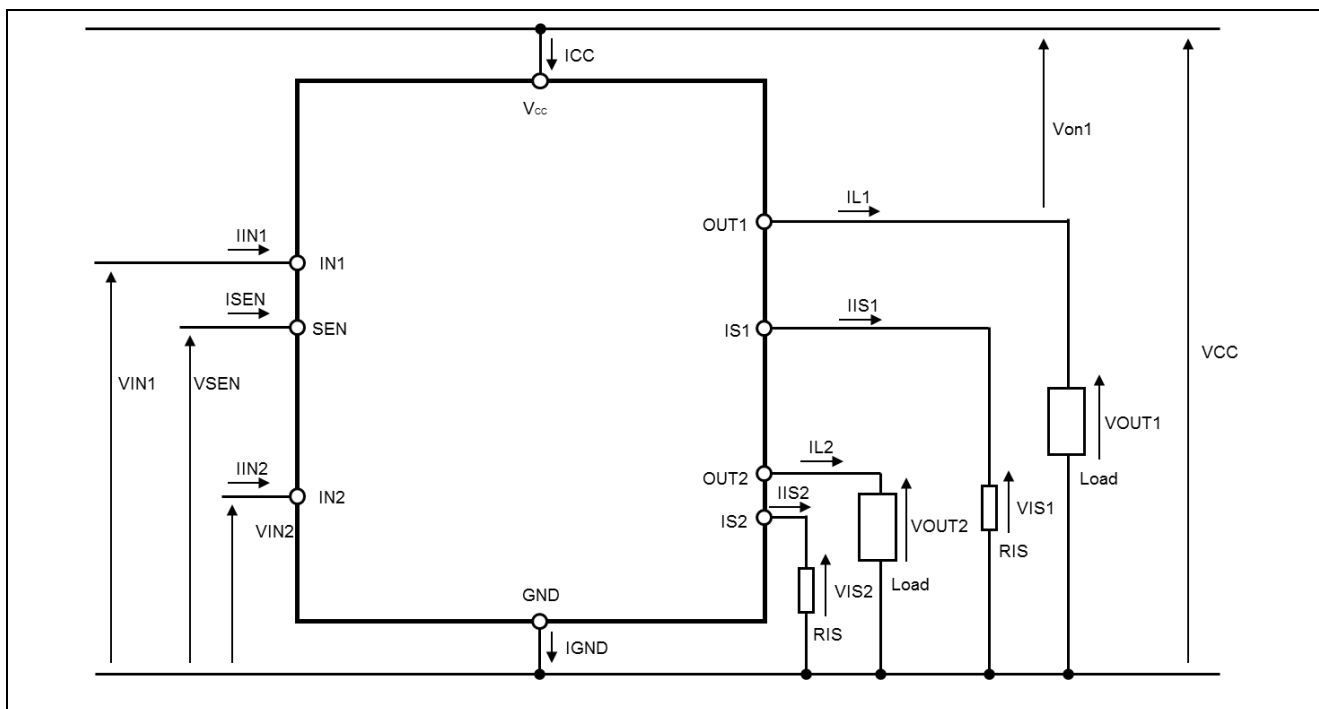 ICC
Vcc
Von1
IL1
OUT1
IIN1
IN1
ISEN
SEN
IIS1
IS1
VCC
VIN1
VSEN
VOUT1
IL2
IIN2
OUT2
Load
IIS2
IN2
VIS1
IS2
VOUT2
VIN2
RIS
Load
GND
VIS2
RIS
IGND